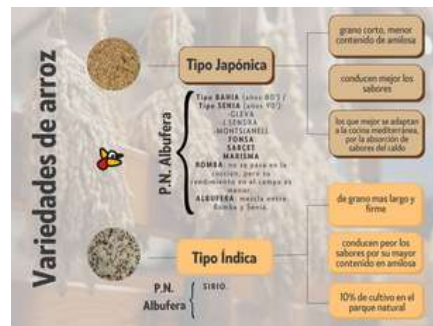 Variedades de arroz
Tipo Japónica
grano corto, menor
contenido de amilosa
conducen mejor los
sabores
los que mejor se adaptan
a la cocina mediterránea,
por la absorción de
sabores del caldo
P.N. Albufera
Tipo BAHIA (años 80') /
Tipo SENIA (años 90')
-GLEVA
-J.SENDRA
-MONTSIANELL
FONSA
SARCET
MARISMA
BOMBA: no se pasa en la
cocción, pero su
rendimiento en el campo es
menor.
ALBUFERA: mezcla entre
Bomba y Senia.
Tipo Índica
de grano mas largo y
firme
conducen peor los
sabores por su mayor
contenido en amilosa
10% de cultivo en el
parque natural
P.N.
Albufera
SIRIO.